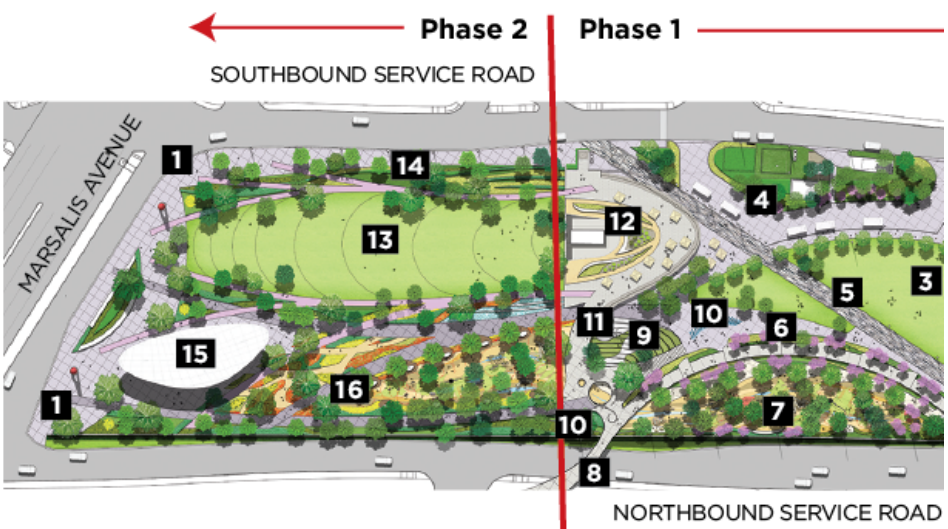 Phase 2 Phase 1
SOUTHBOUND SERVICE ROAD
MARSALIS AVENUE
1 14
4
12
13
3
5
10
11 9 6
15
16
1
7
10
8
NORTHBOUND SERVICE ROAD